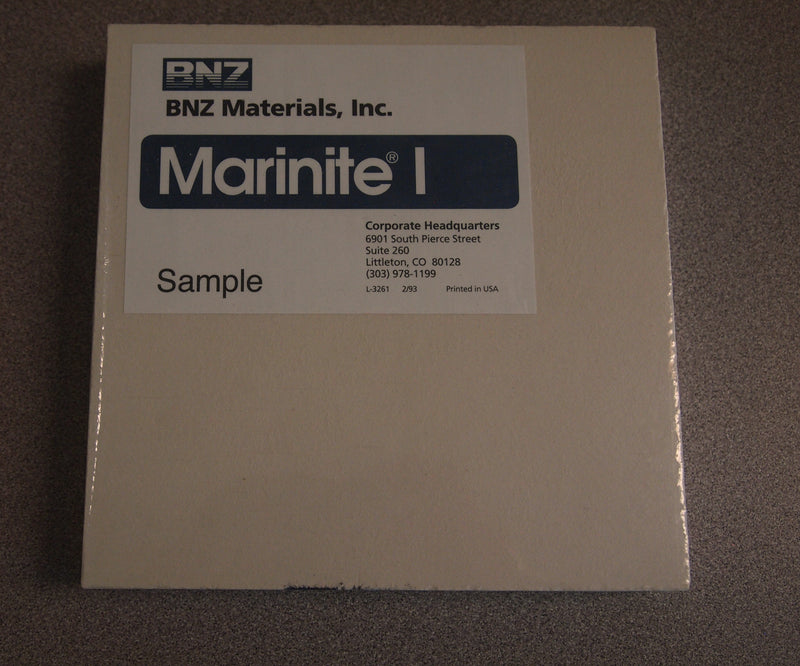 BNZ
BNZ Materials, Inc.
Marinite® I
Corporate Headquarters
6901 South Pierce Street
Suite 260
Littleton, CO 80128
(303) 978-1199
Sample
L-3261 2/93 Printed in USA